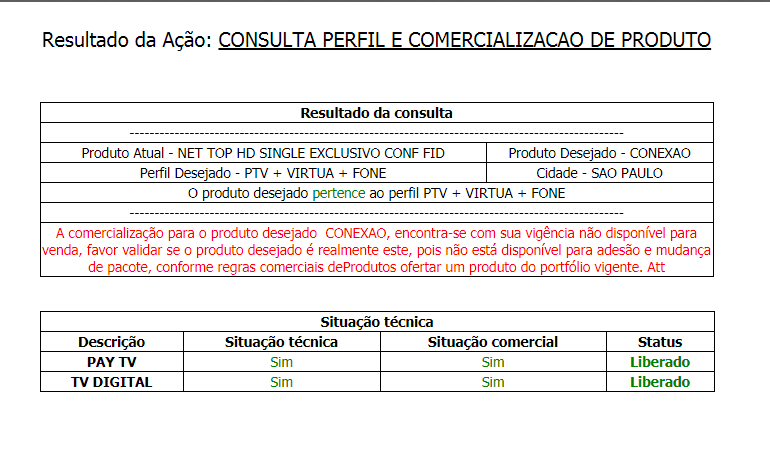 Resultado da Ação: CONSULTA PERFIL E COMERCIALIZACAO DE PRODUTO
Resultado da consulta
---------------------------------------------------------------------------------------------------
Produto Atual - NET TOP HD SINGLE EXCLUSIVO CONF FID Produto Desejado - CONEXAO
Perfil Desejado - PTV + VIRTUA + FONE Cidade - SAO PAULO
O produto desejado pertence ao perfil PTV + VIRTUA + FONE
---------------------------------------------------------------------------------------------------
A comercialização para o produto desejado CONEXAO, encontra-se com sua vigência não disponível para
venda, favor validar se o produto desejado é realmente este, pois não está disponível para adesão e mudança
de pacote, conforme regras comerciais deProdutos ofertar um produto do portfólio vigente. Att
Situação técnica
Descrição Situação técnica Situação comercial Status
PAY TV Sim Sim Liberado
TV DIGITAL Sim Sim Liberado